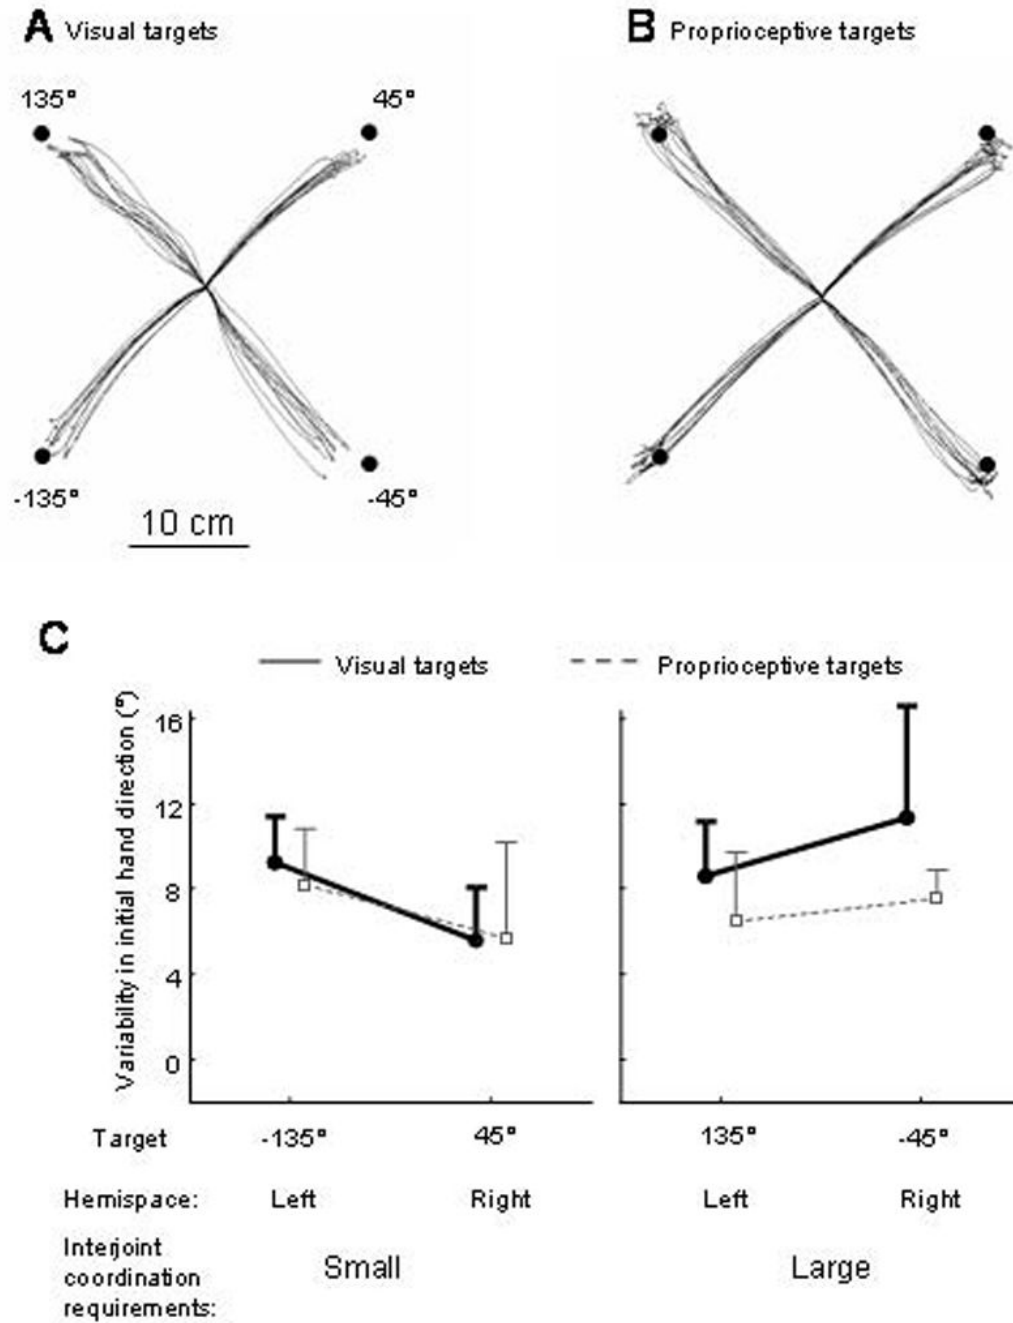 A Visual targets
B Proprioceptive targets
135°
45°
-135°
-45°
10 cm
C
Visual targets
Proprioceptive targets
Variability in initial hand direction (°)
16
12
8
4
0
Target -135° 45° 135° -45°
Hemispace: Left Right Left Right
Interjoint
coordination
requirements:
Small Large